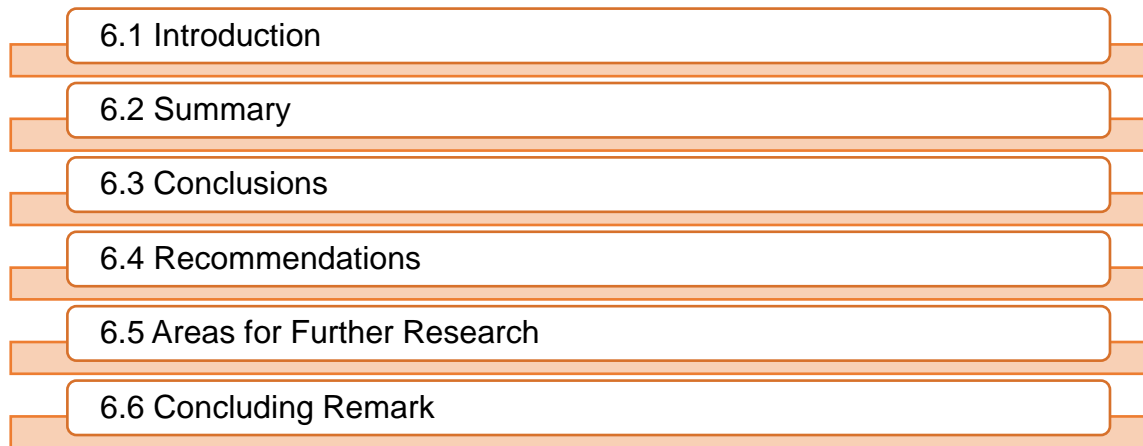 6.1 Introduction
6.2 Summary
6.3 Conclusions
6.4 Recommendations
6.5 Areas for Further Research
6.6 Concluding Remark